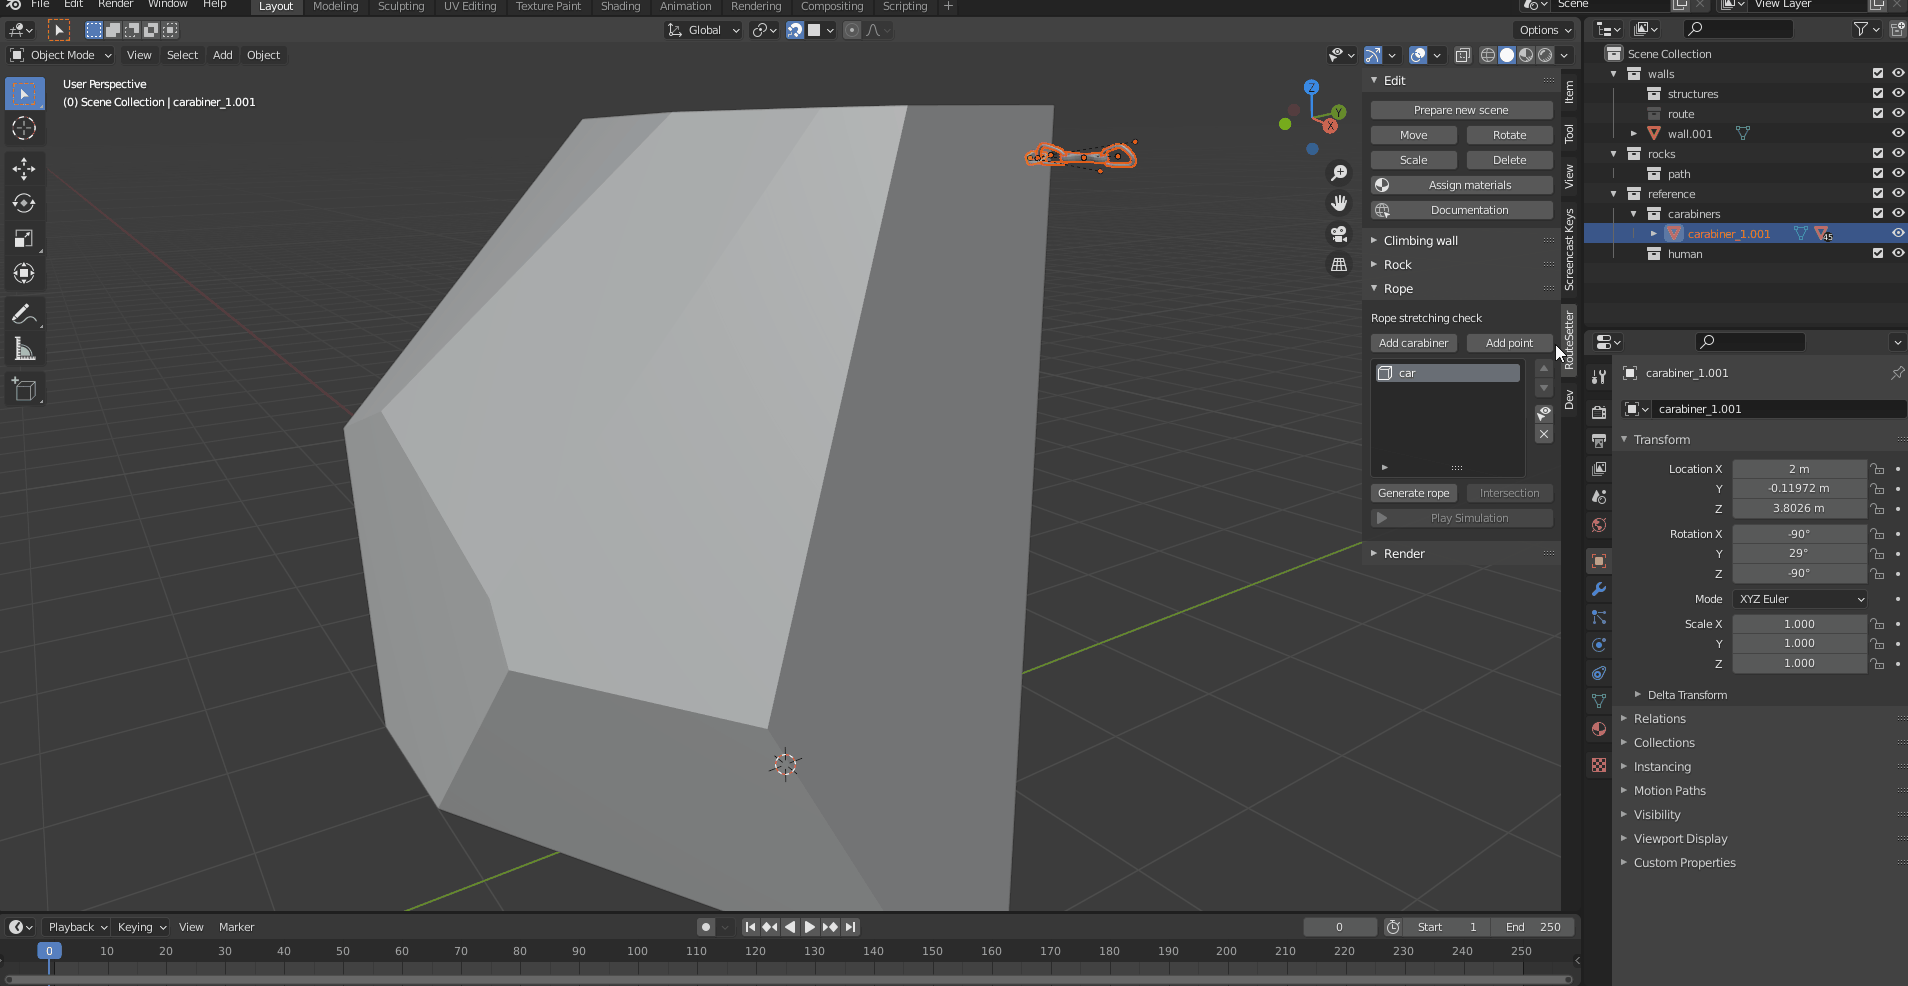 File Edit Render Window Help Layout Modeling Sculpting UV Editing Texture Paint Shading Animation Rendering Compositing Scripting + Scene View Layer
Global Options
Object Mode View Select Add Object
User Perspective
(0) Scene Collection | carabiner_1.001
Z
Y
X
Edit
Prepare new scene
Move Rotate
Scale Delete
Assign materials
Documentation
Climbing wall
Rock
Rope
Rope stretching check
Add carabiner Add point
car
Generate rope Intersection
Play Simulation
Render
Item
Tool
View
Screencast Keys
RouteSetter
Dev
Scene Collection
walls
structures
route
wall.001
rocks
path
reference
carabiners
carabiner_1.001 45
human
carabiner_1.001
carabiner_1.001
Transform
Location X 2 m
Y -0.11972 m
Z 3.8026 m
Rotation X -90°
Y 29°
Z -90°
Mode XYZ Euler
Scale X 1.000
Y 1.000
Z 1.000
Delta Transform
Relations
Collections
Instancing
Motion Paths
Visibility
Viewport Display
Custom Properties
Playback Keying View Marker 0 Start 1 End 250
0 10 20 30 40 50 60 70 80 90 100 110 120 130 140 150 160 170 180 190 200 210 220 230 240 250